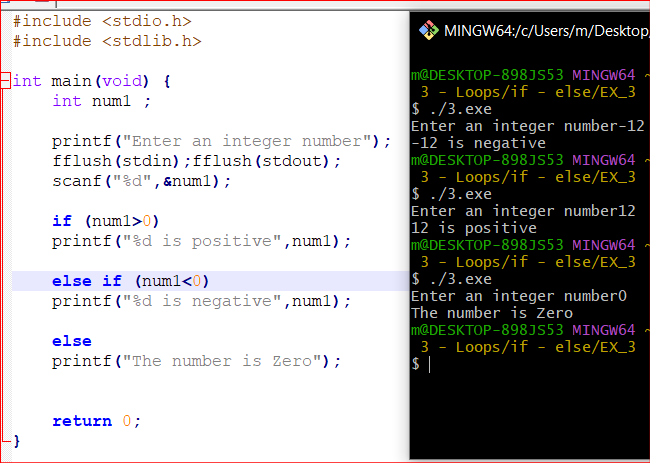 #include <stdio.h>
#include <stdlib.h>
int main(void) {
int num1 ;
printf("Enter an integer number");
fflush(stdin);fflush(stdout);
scanf("%d",&num1);
if (num1>0)
printf("%d is positive",num1);
else if (num1<0)
printf("%d is negative",num1);
else
printf("The number is Zero");
return 0;
}
MINGW64:/c/Users/m/Desktop/
m@DESKTOP-898JS53 MINGW64 ~
3 - Loops/if - else/EX_3
$ ./3.exe
Enter an integer number-12
-12 is negative
m@DESKTOP-898JS53 MINGW64 ~
3 - Loops/if - else/EX_3
$ ./3.exe
Enter an integer number12
12 is positive
m@DESKTOP-898JS53 MINGW64 ~
3 - Loops/if - else/EX_3
$ ./3.exe
Enter an integer number0
The number is Zero
m@DESKTOP-898JS53 MINGW64 ~
3 - Loops/if - else/EX_3
$